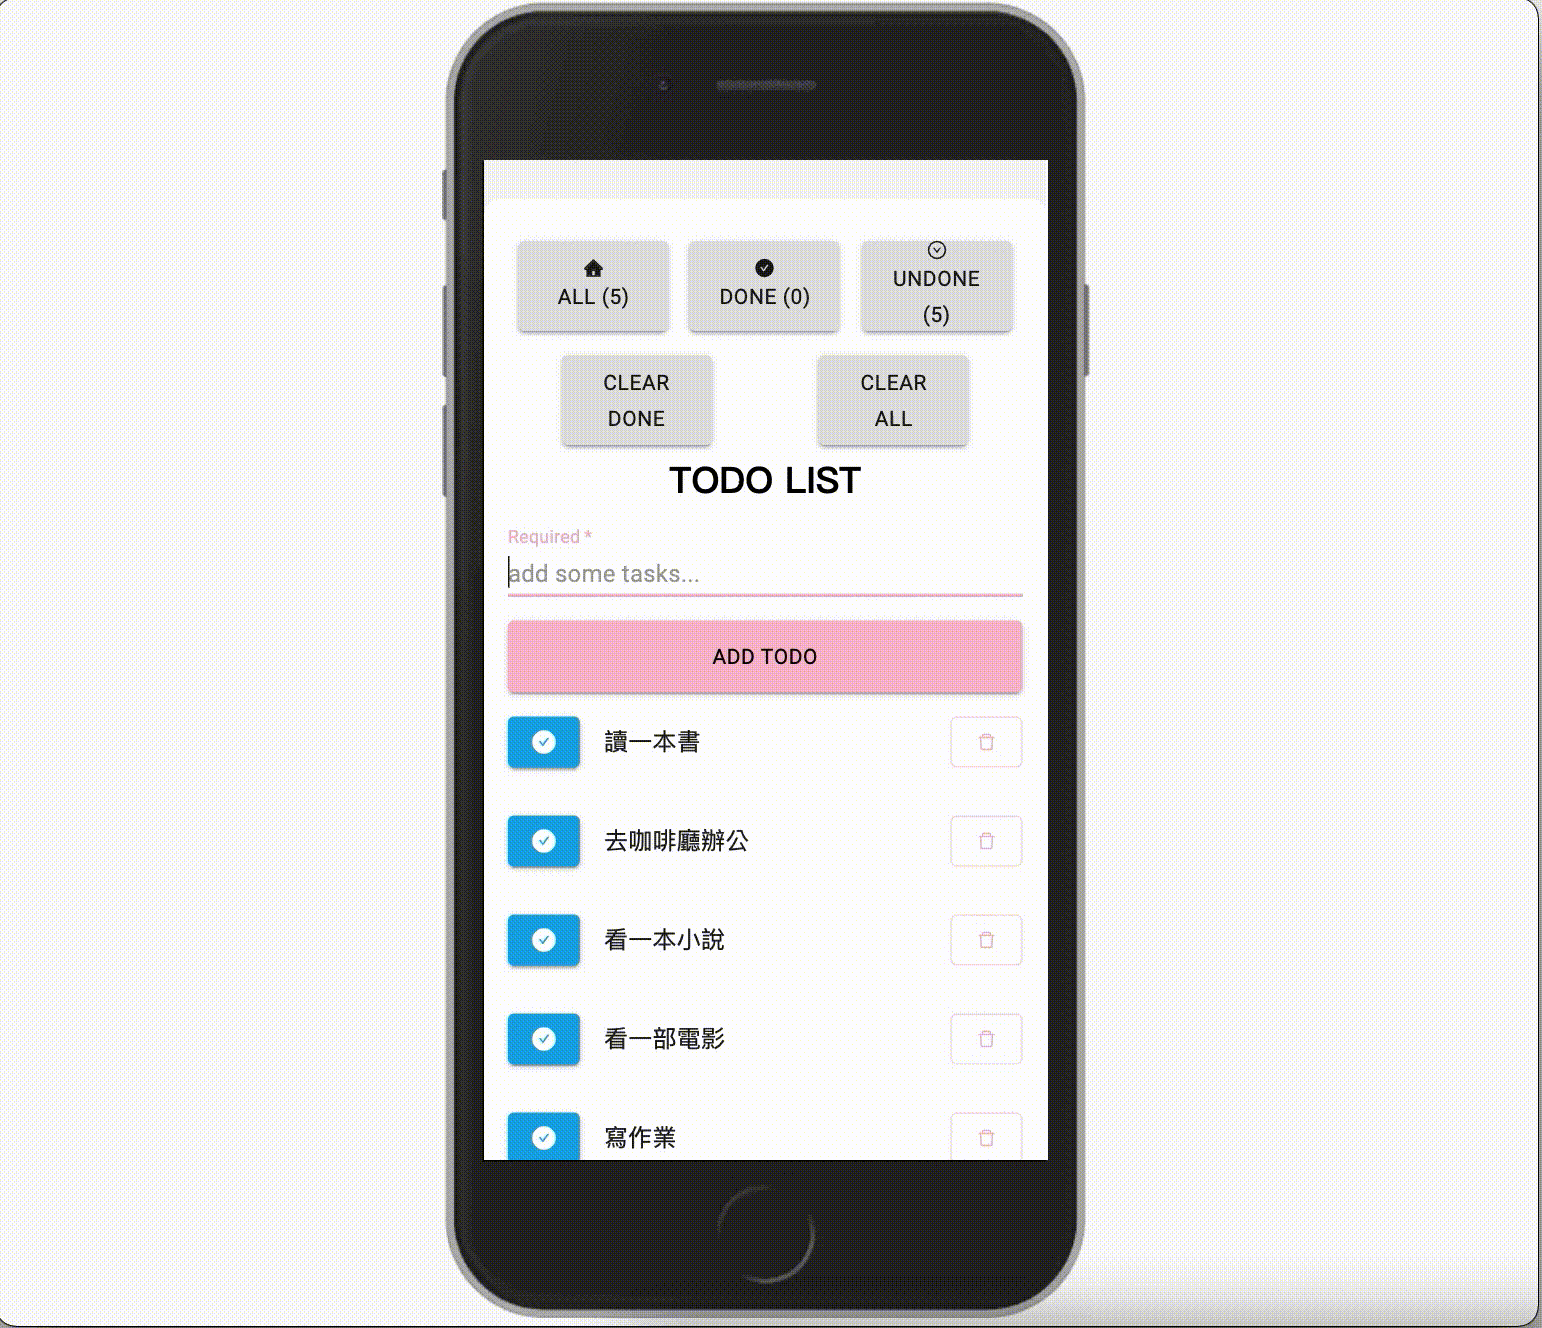 ALL (5)
DONE (0)
UNDONE
(5)
CLEAR
DONE
CLEAR
ALL
TODO LIST
Required *
add some tasks...
ADD TODO
讀一本書
去咖啡廳辦公
看一本小說
看一部電影
寫作業